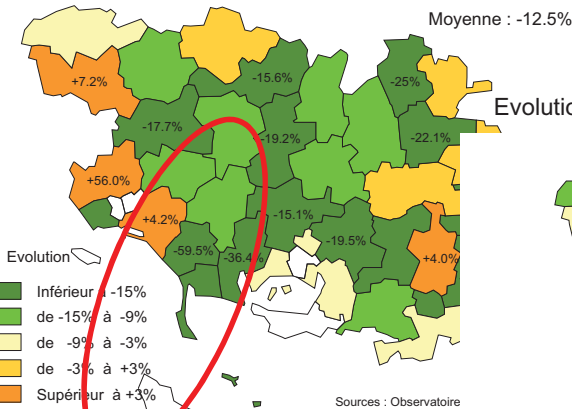 Moyenne : -12.5%
+7.2%
-15.6%
-25%
Evolutio
-17.7%
-19.2%
-22.1%
+56.0%
+4.2%
-15.1%
-19.5%
-59.5%
-36.4%
+4.0%
Evolution
Inférieur à -15%
de -15% à -9%
de -9% à -3%
de -3% à +3%
Supérieur à +3%
Sources : Observatoire